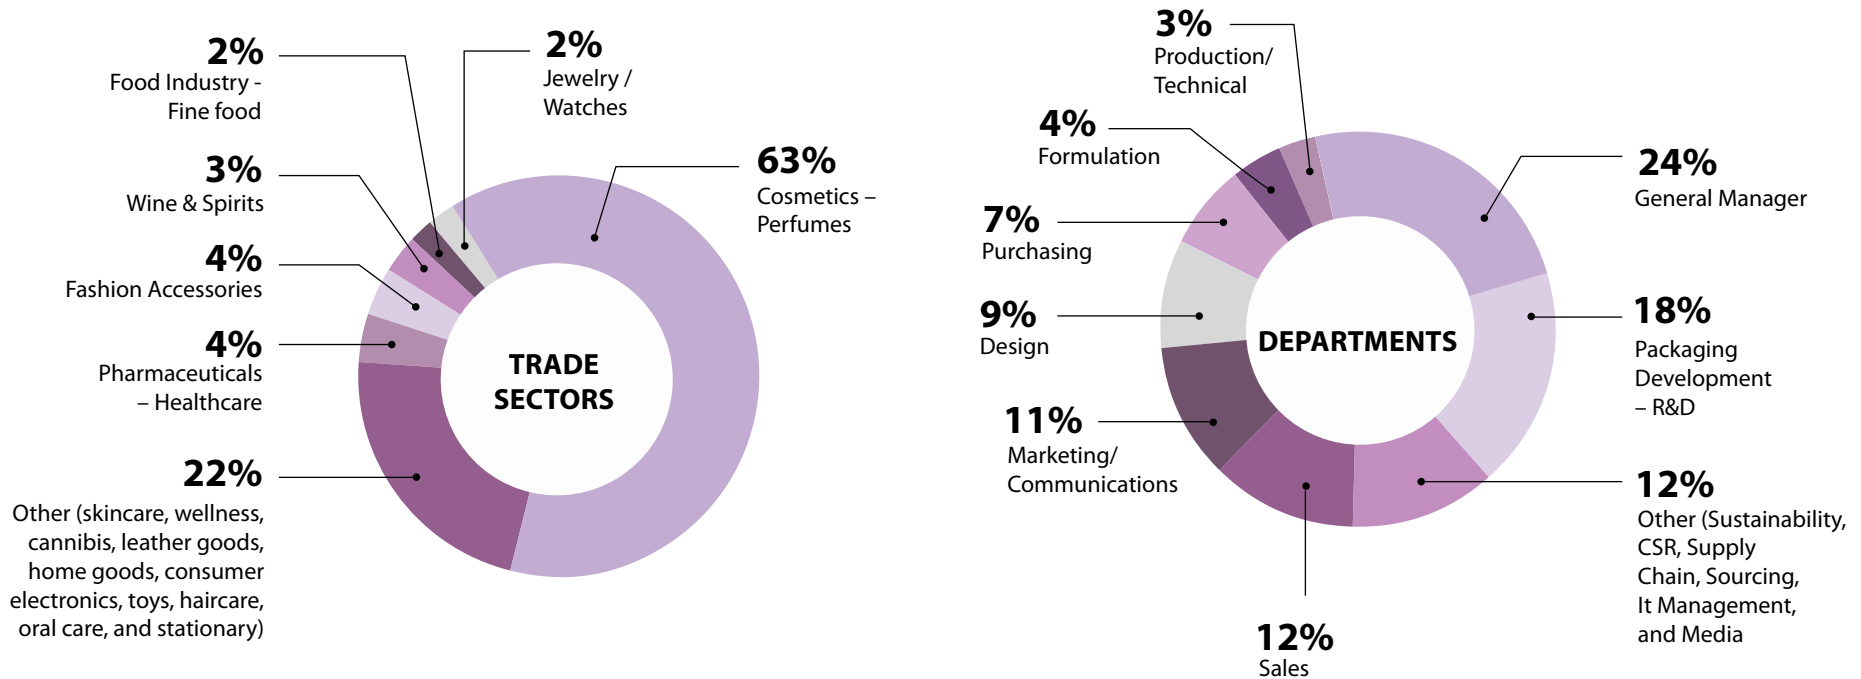 2%
Food Industry -
Fine food
3%
Wine & Spirits
4%
Fashion Accessories
4%
Pharmaceuticals
– Healthcare
22%
Other (skincare, wellness,
cannibis, leather goods,
home goods, consumer
electronics, toys, haircare,
oral care, and stationary)
2%
Jewelry /
Watches
63%
Cosmetics –
Perfumes
TRADE
SECTORS
3%
Production/
Technical
4%
Formulation
7%
Purchasing
9%
Design
11%
Marketing/
Communications
12%
Sales
24%
General Manager
18%
Packaging
Development
– R&D
12%
Other (Sustainability,
CSR, Supply
Chain, Sourcing,
It Management,
and Media
DEPARTMENTS